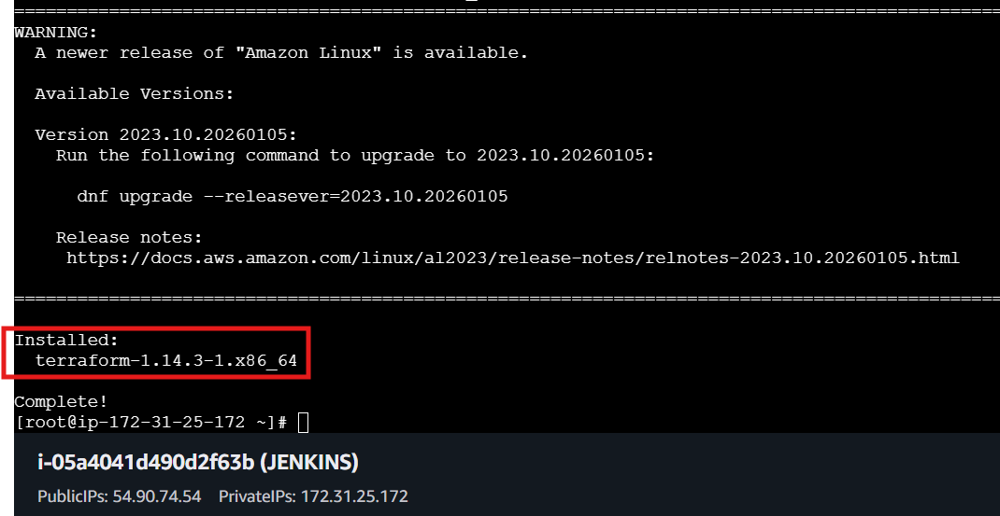 ================================================================================
WARNING:
A newer release of "Amazon Linux" is available.
Available Versions:
Version 2023.10.20260105:
Run the following command to upgrade to 2023.10.20260105:
dnf upgrade --releasever=2023.10.20260105
Release notes:
https://docs.aws.amazon.com/linux/al2023/release-notes/relnotes-2023.10.20260105.html
================================================================================
Installed:
terraform-1.14.3-1.x86_64
Complete!
[root@ip-172-31-25-172 ~]#
i-05a4041d490d2f63b (JENKINS)
PublicIPs: 54.90.74.54 PrivateIPs: 172.31.25.172